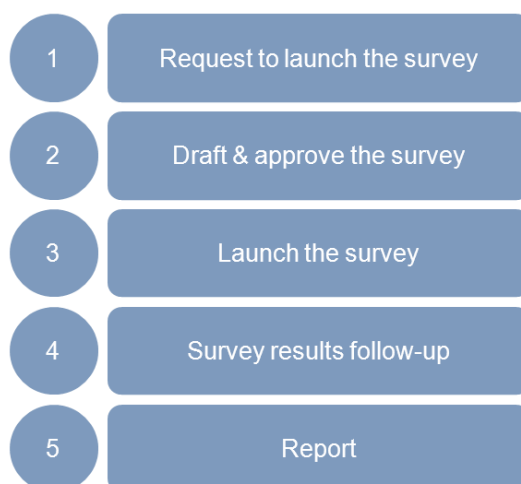 1 Request to launch the survey
2 Draft & approve the survey
3 Launch the survey
4 Survey results follow-up
5 Report